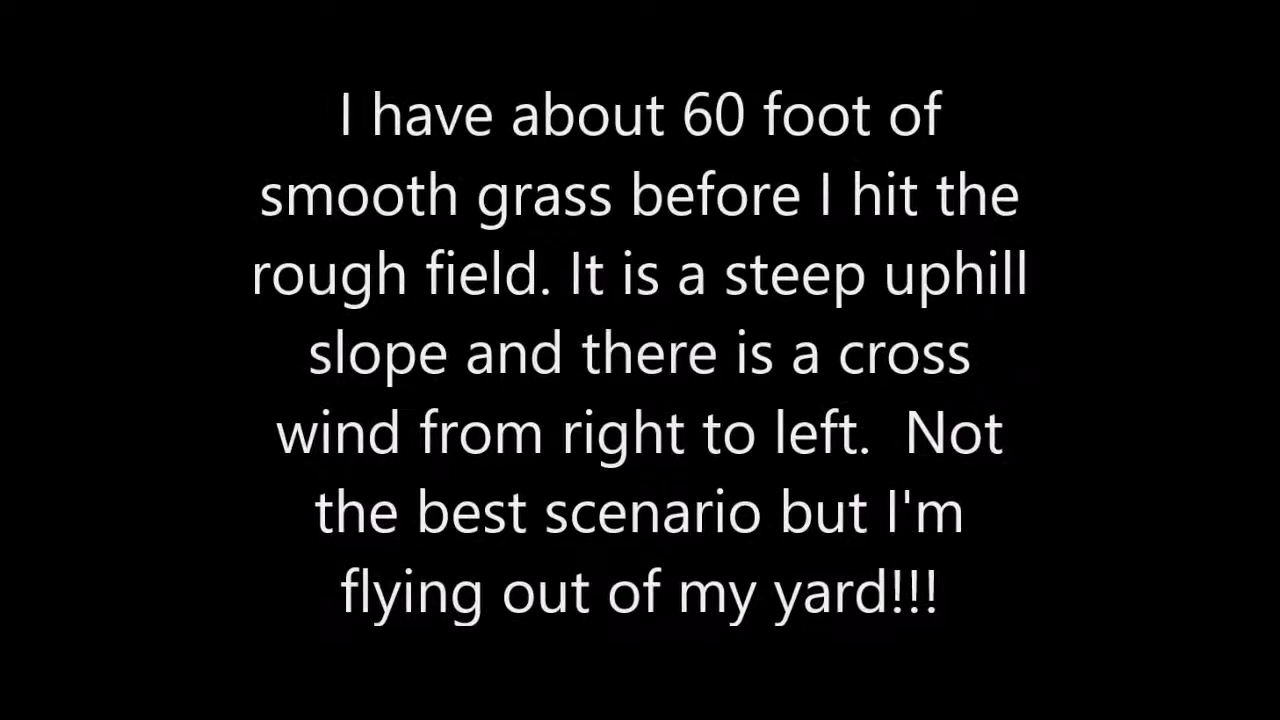 I have about 60 foot of
smooth grass before I hit the
rough field. It is a steep uphill
slope and there is a cross
wind from right to left.  Not
the best scenario but I'm
flying out of my yard!!!